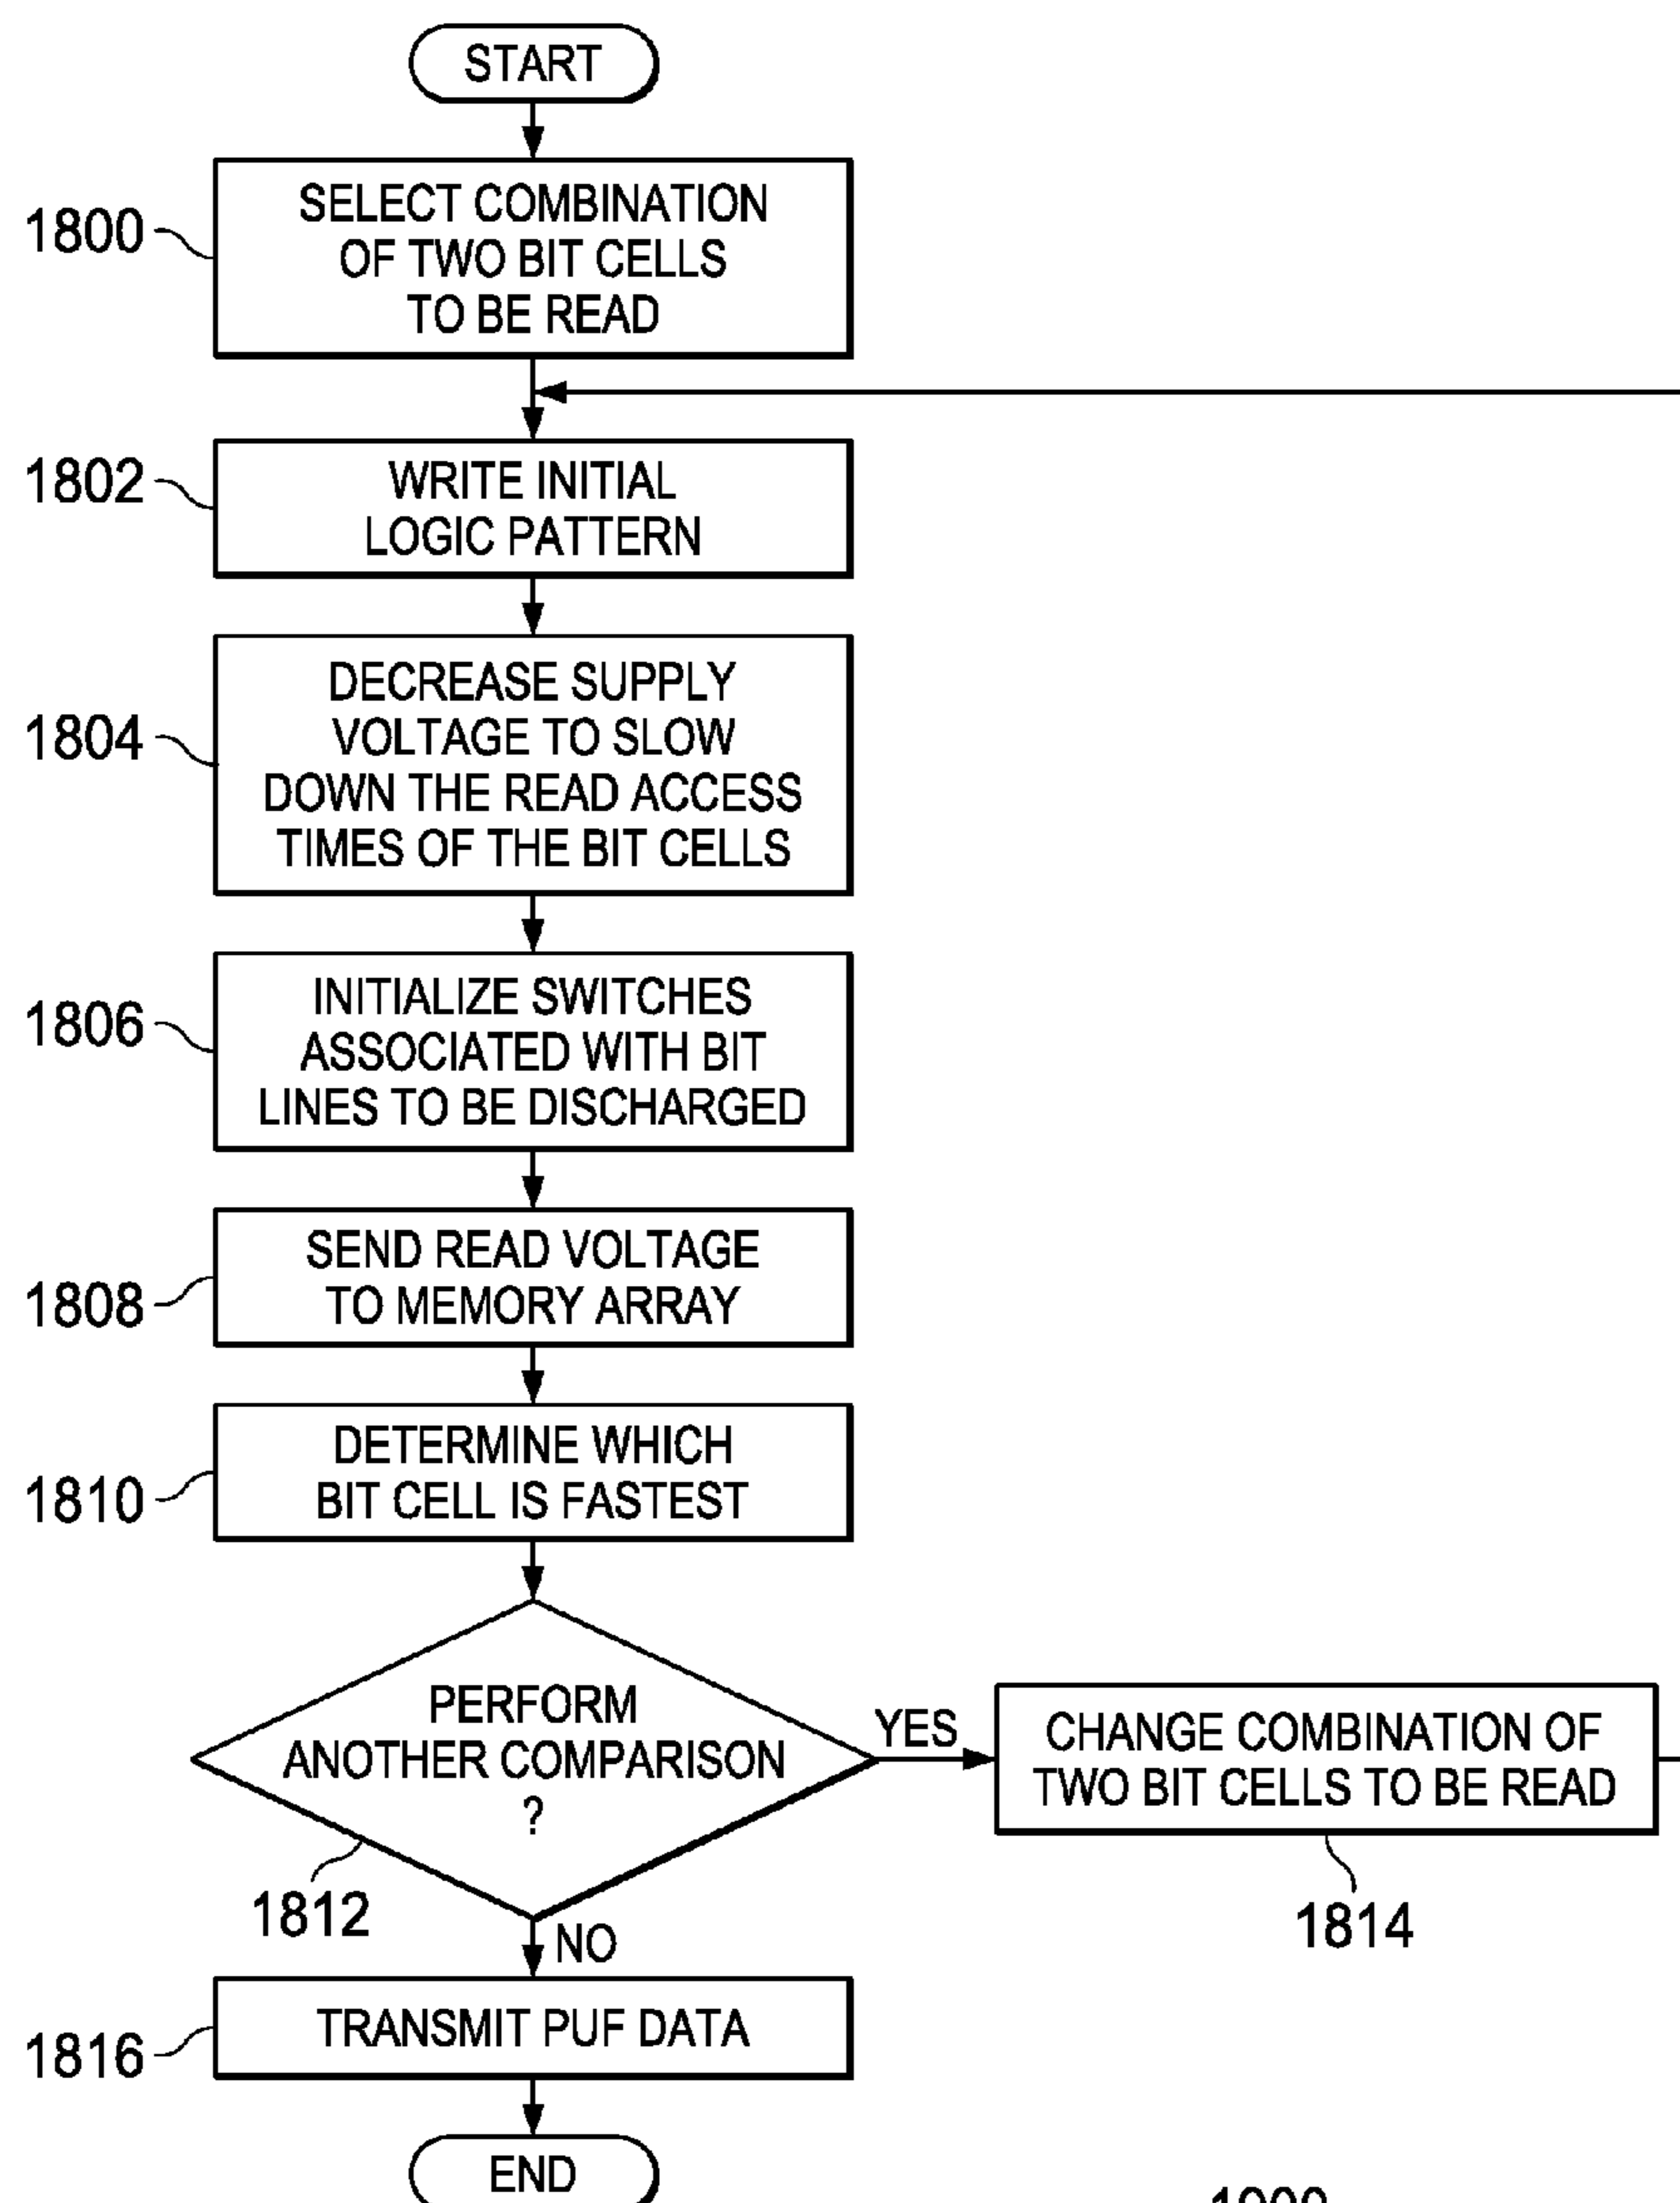 START
1800
SELECT COMBINATION
OF TWO BIT CELLS
TO BE READ
1802
WRITE INITIAL
LOGIC PATTERN
1804
DECREASE SUPPLY
VOLTAGE TO SLOW
DOWN THE READ ACCESS
TIMES OF THE BIT CELLS
1806
INITIALIZE SWITCHES
ASSOCIATED WITH BIT
LINES TO BE DISCHARGED
1808
SEND READ VOLTAGE
TO MEMORY ARRAY
1810
DETERMINE WHICH
BIT CELL IS FASTEST
PERFORM
ANOTHER COMPARISON
?
1812
YES
CHANGE COMBINATION OF
TWO BIT CELLS TO BE READ
1814
NO
1816
TRANSMIT PUF DATA
END